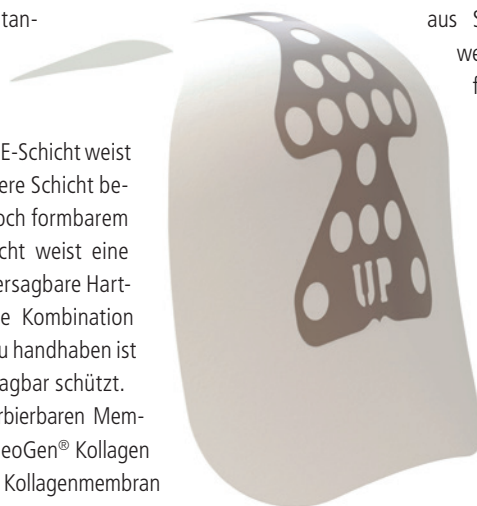 tan-
E-Schicht weist
ere Schicht be-
och formbarem
cht weist eine
ersagbare Hart-
e Kombination
u handhaben ist
agbar schützt.
rbierbaren Mem-
eoGen® Kollagen
Kollagenmembran
UP
aus S
we
f